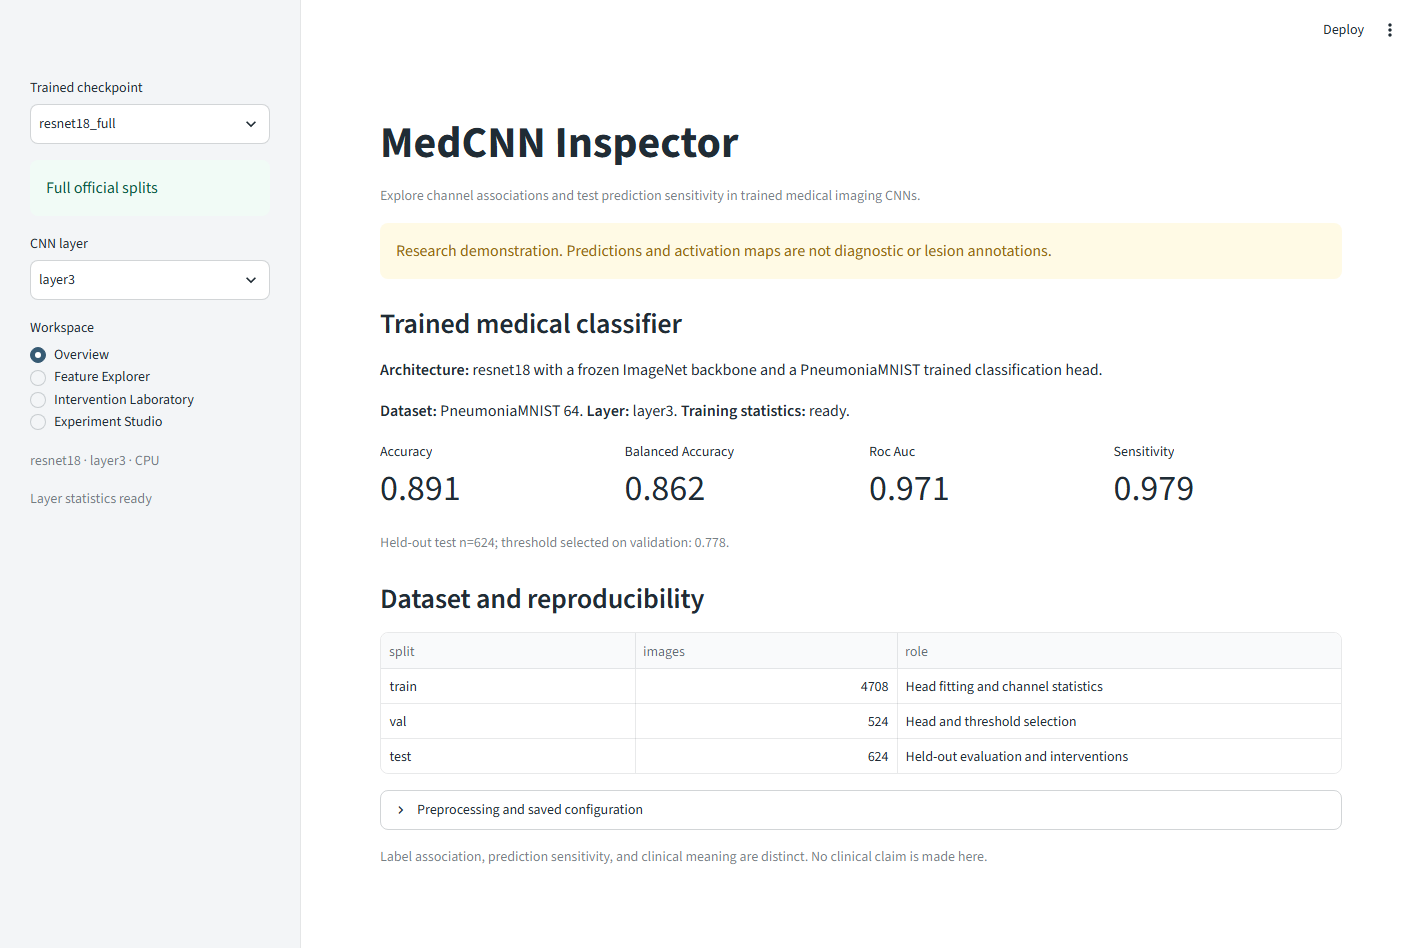 Deploy
Trained checkpoint
resnet18_full
Full official splits
CNN layer
layer3
Workspace
Overview
Feature Explorer
Intervention Laboratory
Experiment Studio
resnet18 · layer3 · CPU
Layer statistics ready
MedCNN Inspector
Explore channel associations and test prediction sensitivity in trained medical imaging CNNs.
Research demonstration. Predictions and activation maps are not diagnostic or lesion annotations.
Trained medical classifier
Architecture: resnet18 with a frozen ImageNet backbone and a PneumoniaMNIST trained classification head.
Dataset: PneumoniaMNIST 64. Layer: layer3. Training statistics: ready.
Accuracy Balanced Accuracy Roc Auc Sensitivity
0.891 0.862 0.971 0.979
Held-out test n=624; threshold selected on validation: 0.778.
Dataset and reproducibility
split images role
train 4708 Head fitting and channel statistics
val 524 Head and threshold selection
test 624 Held-out evaluation and interventions
Preprocessing and saved configuration
Label association, prediction sensitivity, and clinical meaning are distinct. No clinical claim is made here.